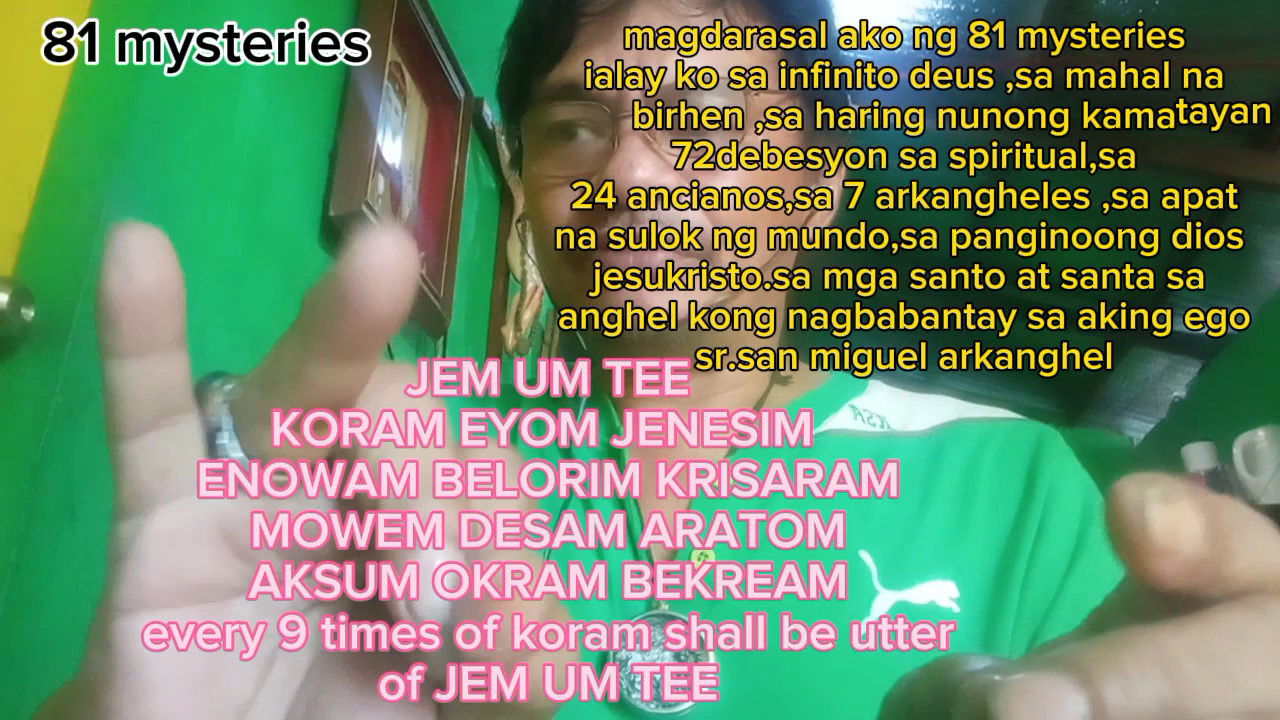 81 mysteries
magdarasal ako ng 81 mysteries
ialay ko sa infinito deus ,sa mahal na
birhen ,sa haring nunong kamatayan
72debesyon sa spiritual,sa
24 ancianos,sa 7 arkangheles ,sa apat
na sulok ng mundo,sa panginoong dios
jesukristo.sa mga santo at santa sa
anghel kong nagbabantay sa aking ego
sr.san miguel arkanghel
JEM UM TEE
KORAM EYOM JENESIM
ENOWAM BELORIM KRISARAM
MOWEM DESAM ARATOM
AKSUM OKRAM BEKREAM
every 9 times of koram shall be utter
of JEM UM TEE